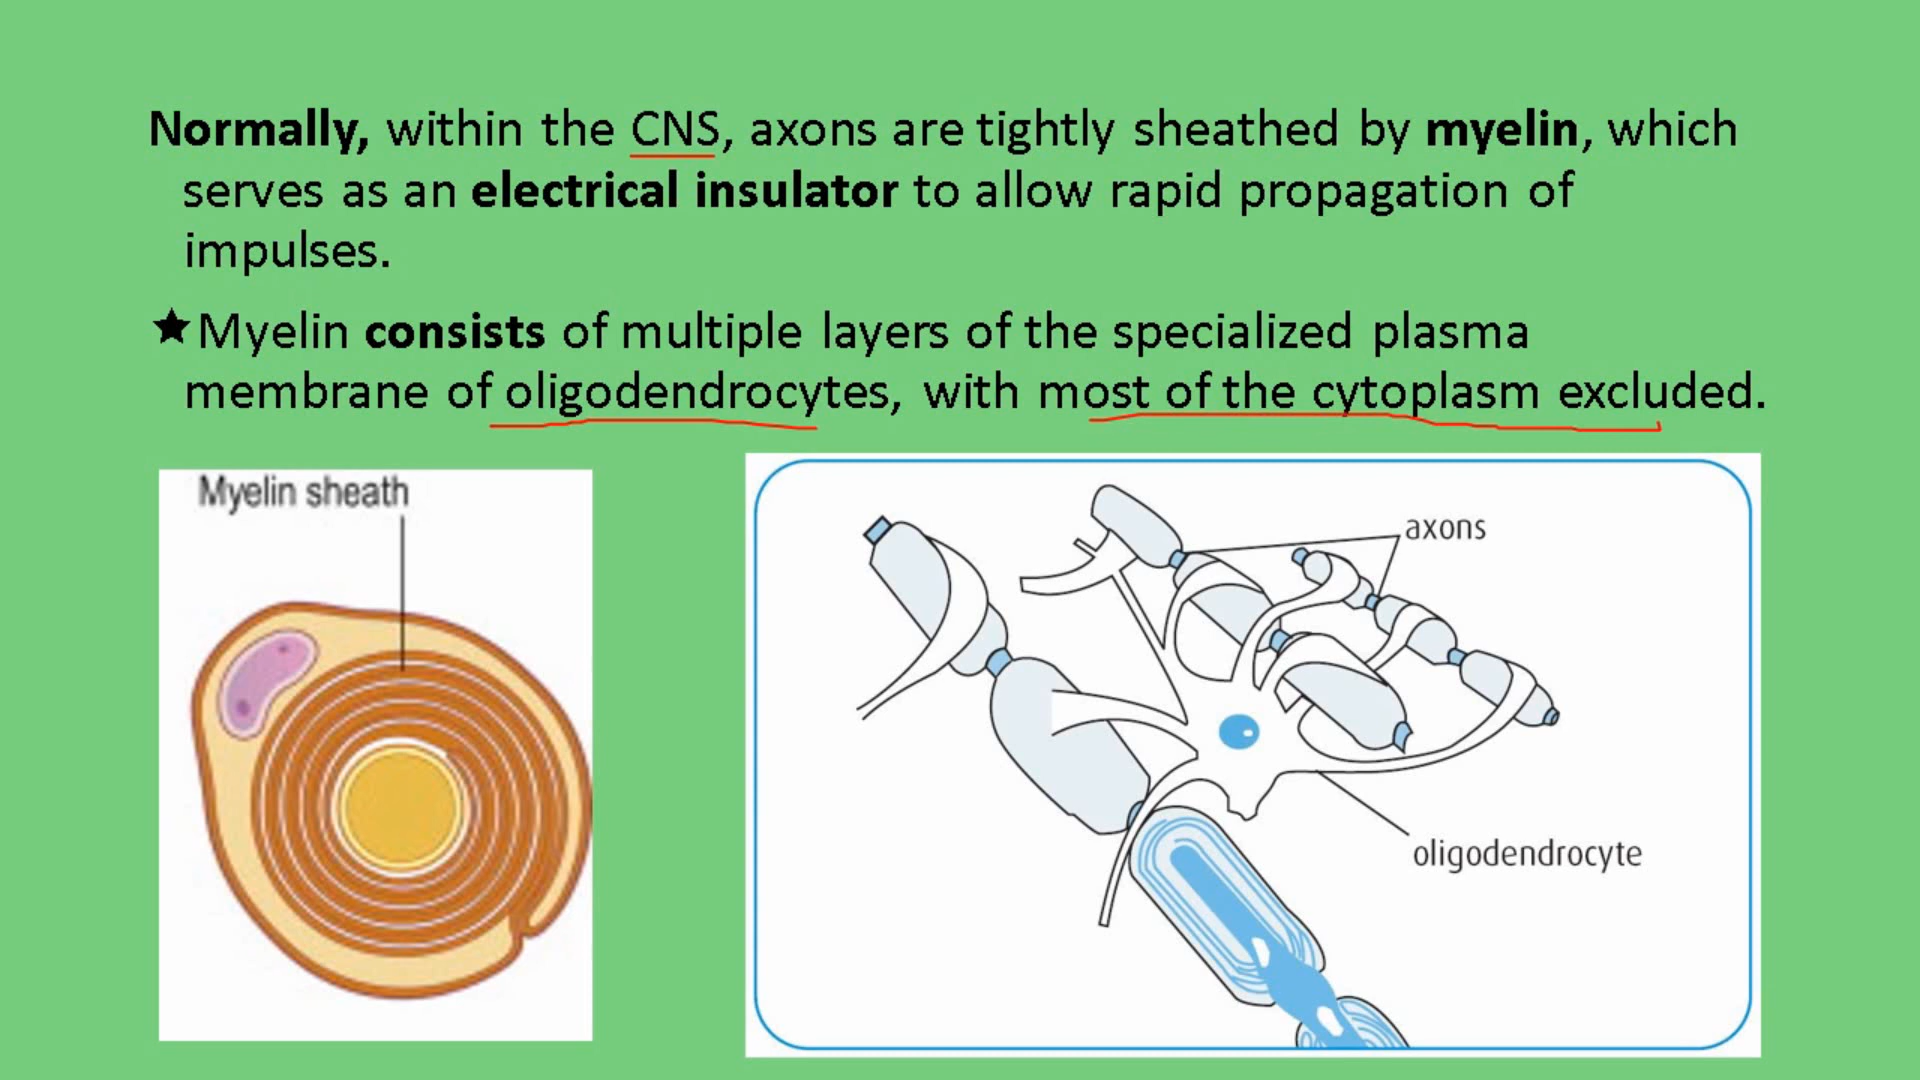 Normally, within the CNS, axons are tightly sheathed by myelin, which
serves as an electrical insulator to allow rapid propagation of
impulses.
★Myelin consists of multiple layers of the specialized plasma
membrane of oligodendrocytes, with most of the cytoplasm excluded.
Myelin sheath
axons
oligodendrocyte